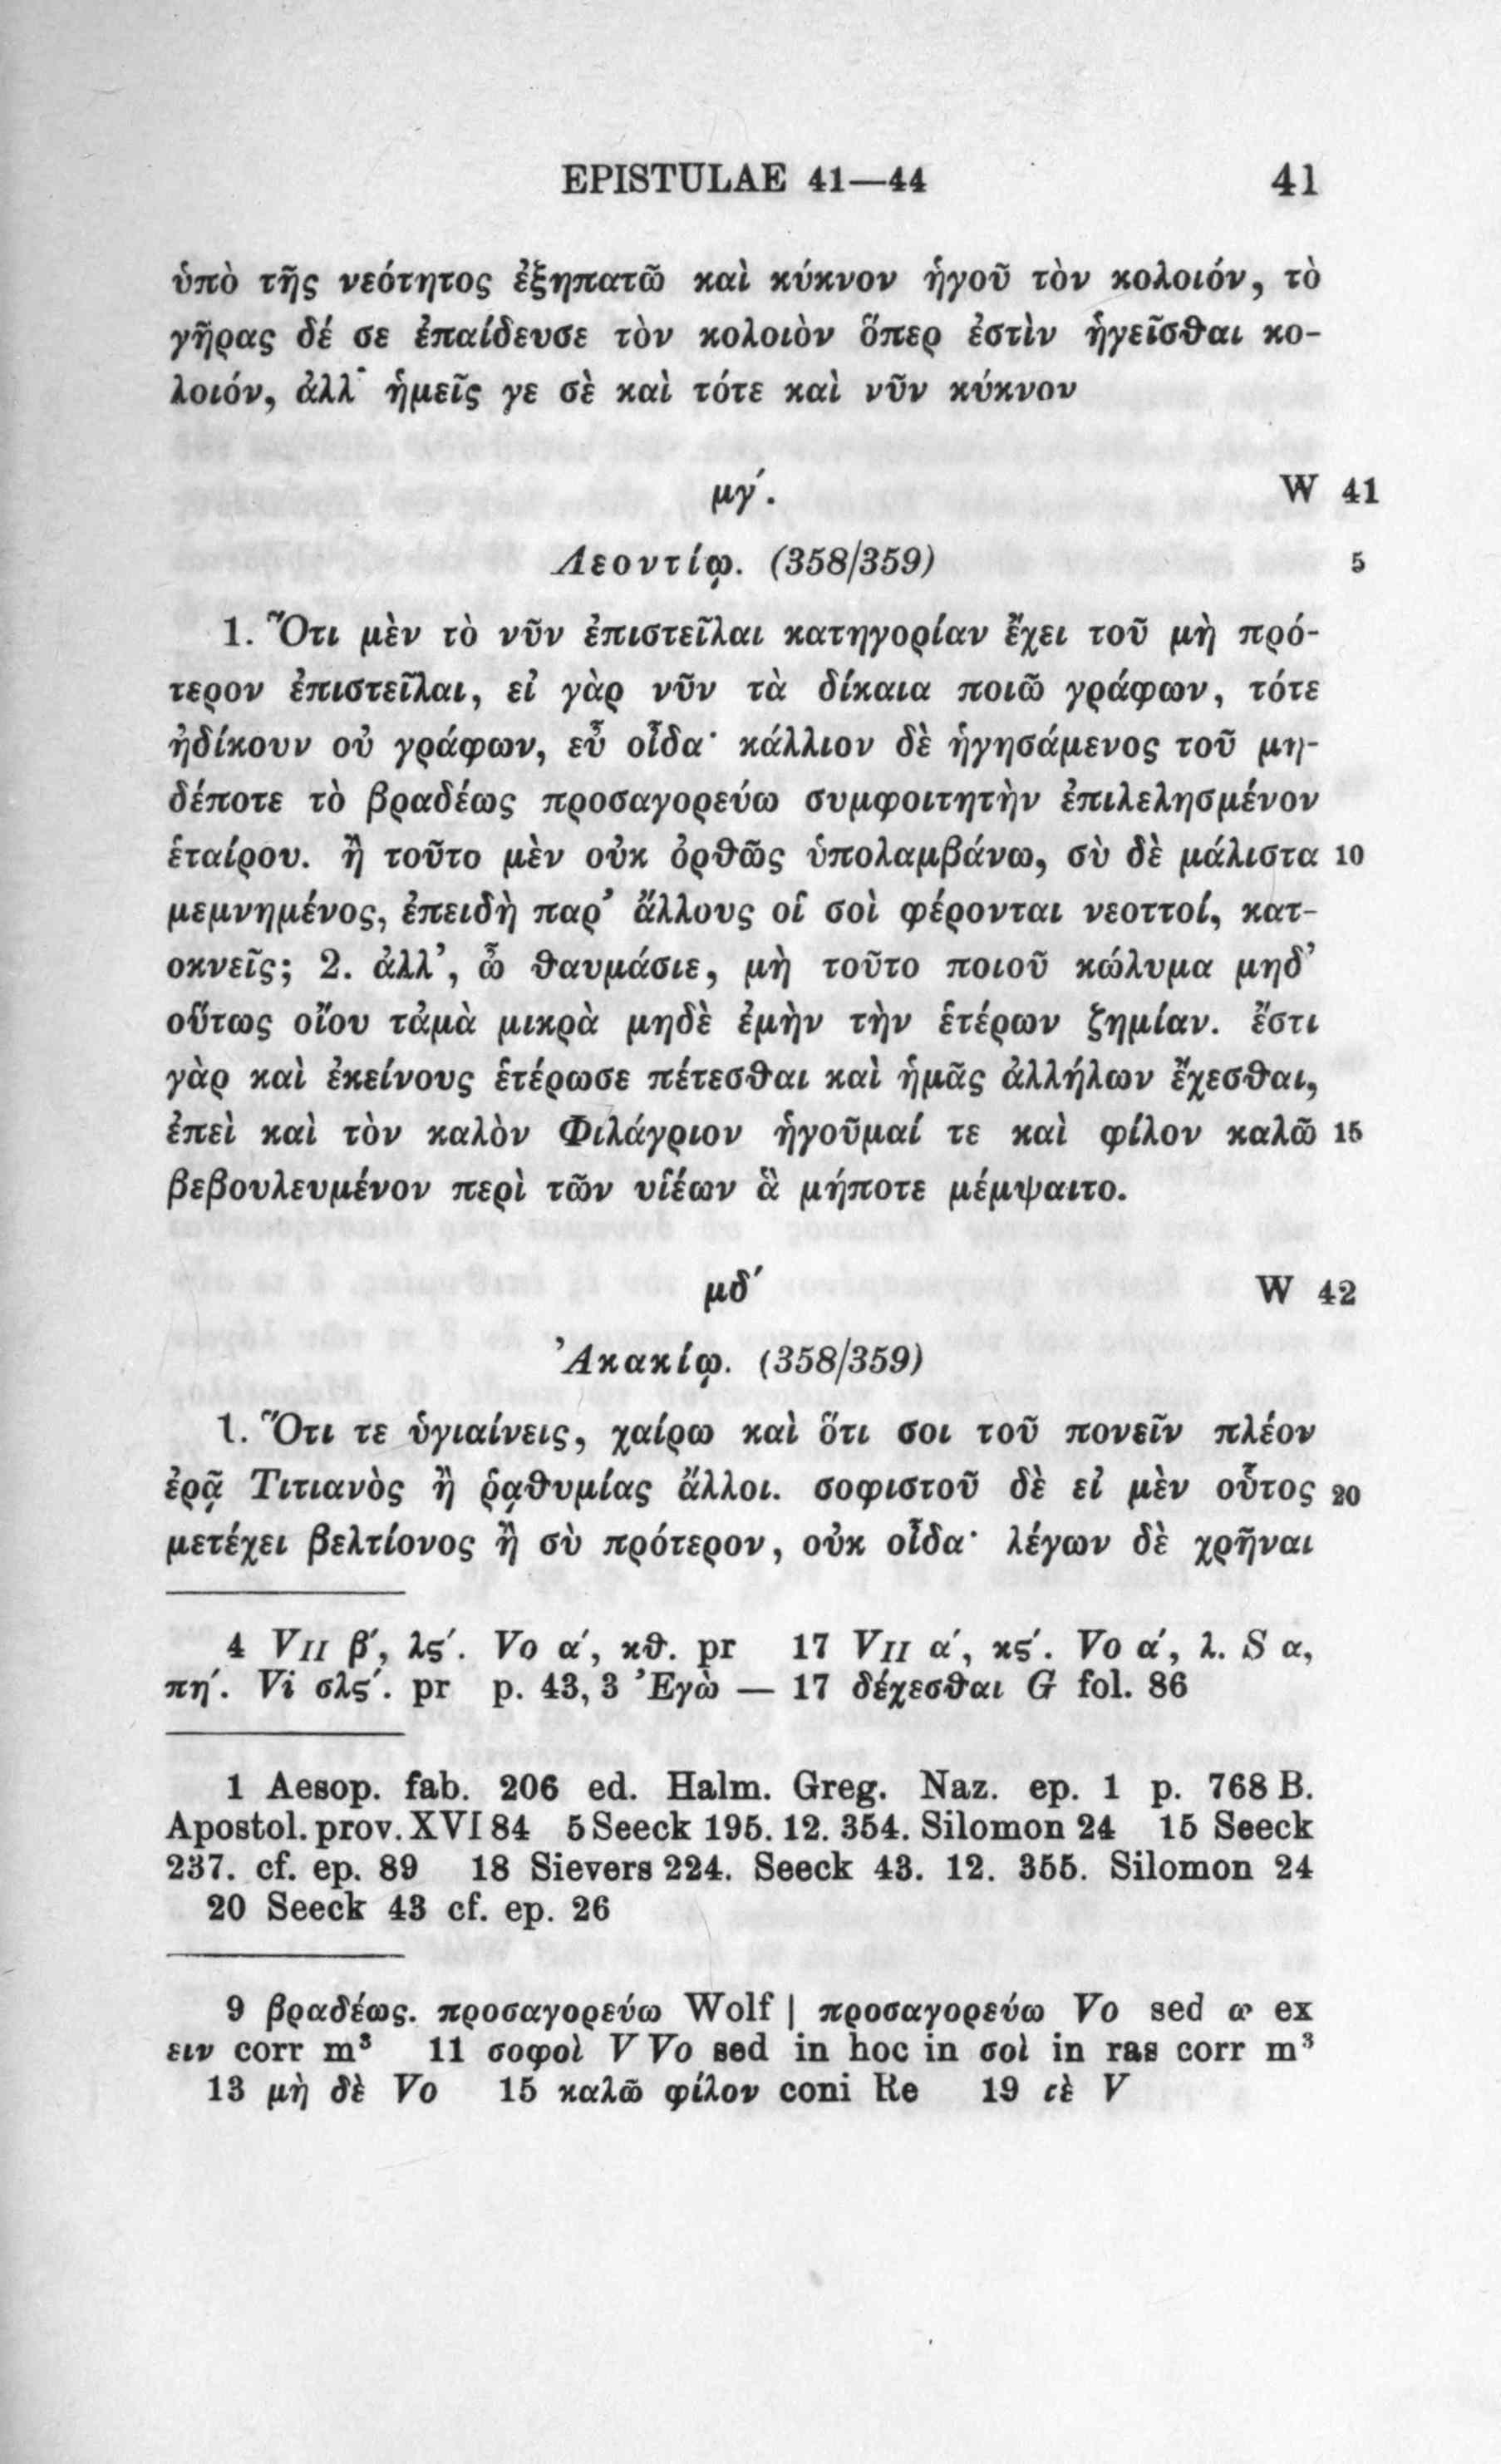 EPISTULAE 41—44 41
ὑπὸ τῆς νεότητος ἐξηπατῶ καὶ κύκνον ἡγοῦ τὸν κολοιόν, τὸ
γῆρας δέ σε ἐπαίδευσε τὸν κολοιὸν ὅπερ ἐστὶν ἡγεῖσθαι κο-
λοιόν, ἀλλ᾽ ἡμεῖς γε σὲ καὶ τότε καὶ νῦν κύκνον
μγ´. W 41
Λεοντίῳ. (358/359) 5
1. Ὅτι μὲν τὸ νῦν ἐπιστεῖλαι κατηγορίαν ἔχει τοῦ μὴ πρό-
τερον ἐπιστεῖλαι, εἰ γὰρ νῦν τὰ δίκαια ποιῶ γράφων, τότε
ἠδίκουν οὐ γράφων, εὖ οἶδα· κάλλιον δὲ ἡγησάμενος τοῦ μη-
δέποτε τὸ βραδέως προσαγορεύω συμφοιτητὴν ἐπιλελησμένον
ἑταίρου. ἢ τοῦτο μὲν οὐκ ὀρθῶς ὑπολαμβάνω, σὺ δὲ μάλιστα 10
μεμνημένος, ἐπειδὴ παρ᾽ ἄλλους οἵ σοὶ φέρονται νεοττοί, κατ-
οκνεῖς; 2. ἀλλ᾽, ὦ θαυμάσιε, μὴ τοῦτο ποιοῦ κώλυμα μηδ᾽
οὕτως οἴου τἀμὰ μικρὰ μηδὲ ἐμὴν τὴν ἑτέρων ζημίαν. ἔστι
γὰρ καὶ ἐκείνους ἑτέρωσε πέτεσθαι καὶ ἡμᾶς ἀλλήλων ἔχεσθαι,
ἐπεὶ καὶ τὸν καλὸν Φιλάγριον ἡγοῦμαί τε καὶ φίλον καλῶ 15
βεβουλευμένον περὶ τῶν υἱέων ἃ μήποτε μέμψαιτο.
μδ´ W 42
Ἀκακίῳ. (358/359)
1. Ὅτι τε ὑγιαίνεις, χαίρω καὶ ὅτι σοι τοῦ πονεῖν πλέον
ἐρᾷ Τιτιανὸς ἢ ῥᾳθυμίας ἄλλοι. σοφιστοῦ δὲ εἰ μὲν οὗτος 20
μετέχει βελτίονος ἢ σὺ πρότερον, οὐκ οἶδα· λέγων δὲ χρῆναι
4 VII β´, λς´. Vo α´, κθ. pr 17 VII α´, κς´. Vo α´, λ. S α,
πη´. Vi σλς´. pr p. 43, 3 Ἐγὼ — 17 δέχεσθαι G fol. 86
1 Aesop. fab. 206 ed. Halm. Greg. Naz. ep. 1 p. 768 B.
Apostol. prov. XVI 84 5 Seeck 195. 12. 354. Silomon 24 15 Seeck
237. cf. ep. 89 18 Sievers 224. Seeck 43. 12. 355. Silomon 24
20 Seeck 43 cf. ep. 26
9 βραδέως. προσαγορεύω Wolf | προσαγορεύω Vo sed ω ex
ειν corr m³ 11 σοφοὶ V Vo sed in hoc in σοὶ in ras corr m³
13 μὴ δὲ Vo 15 καλῶ φίλον coni Re 19 σὲ V